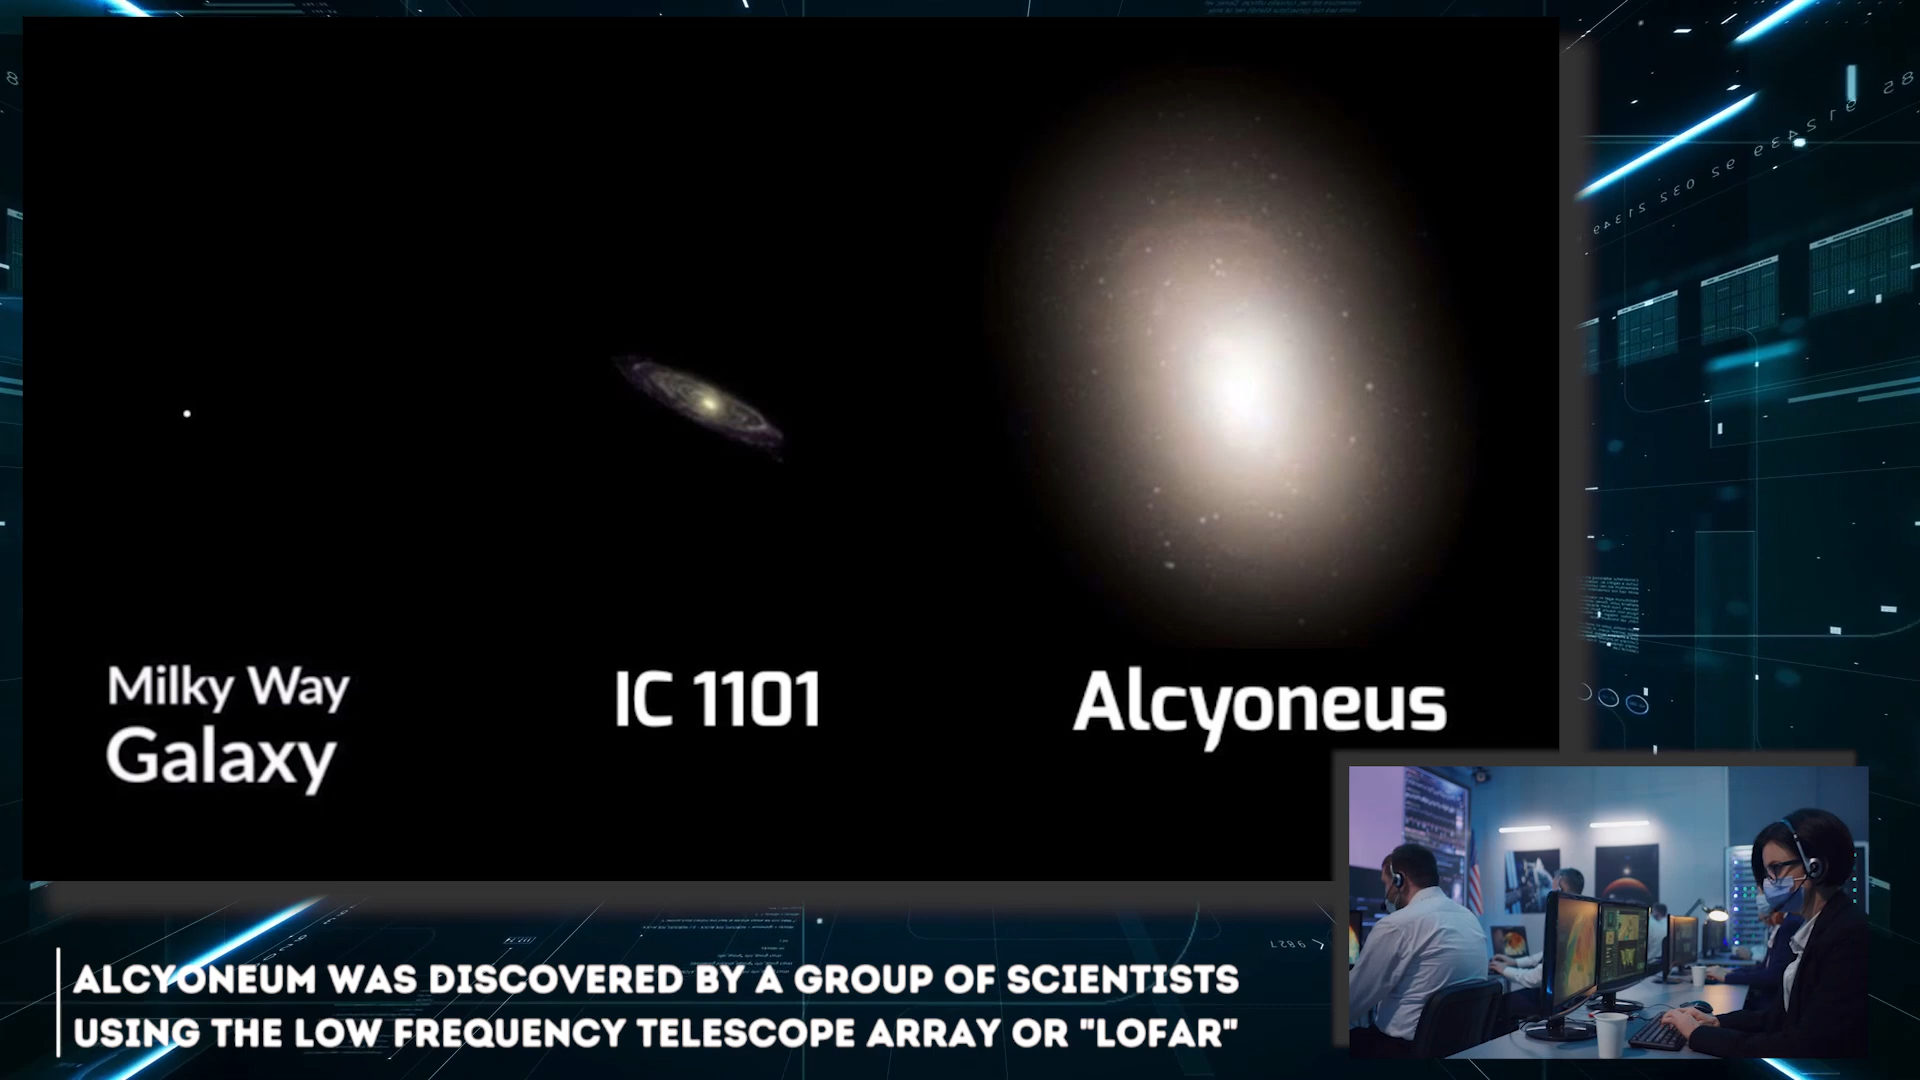 Milky Way
Galaxy
IC 1101
Alcyoneus
ALCYONEUM WAS DISCOVERED BY A GROUP OF SCIENTISTS
USING THE LOW FREQUENCY TELESCOPE ARRAY OR "LOFAR"